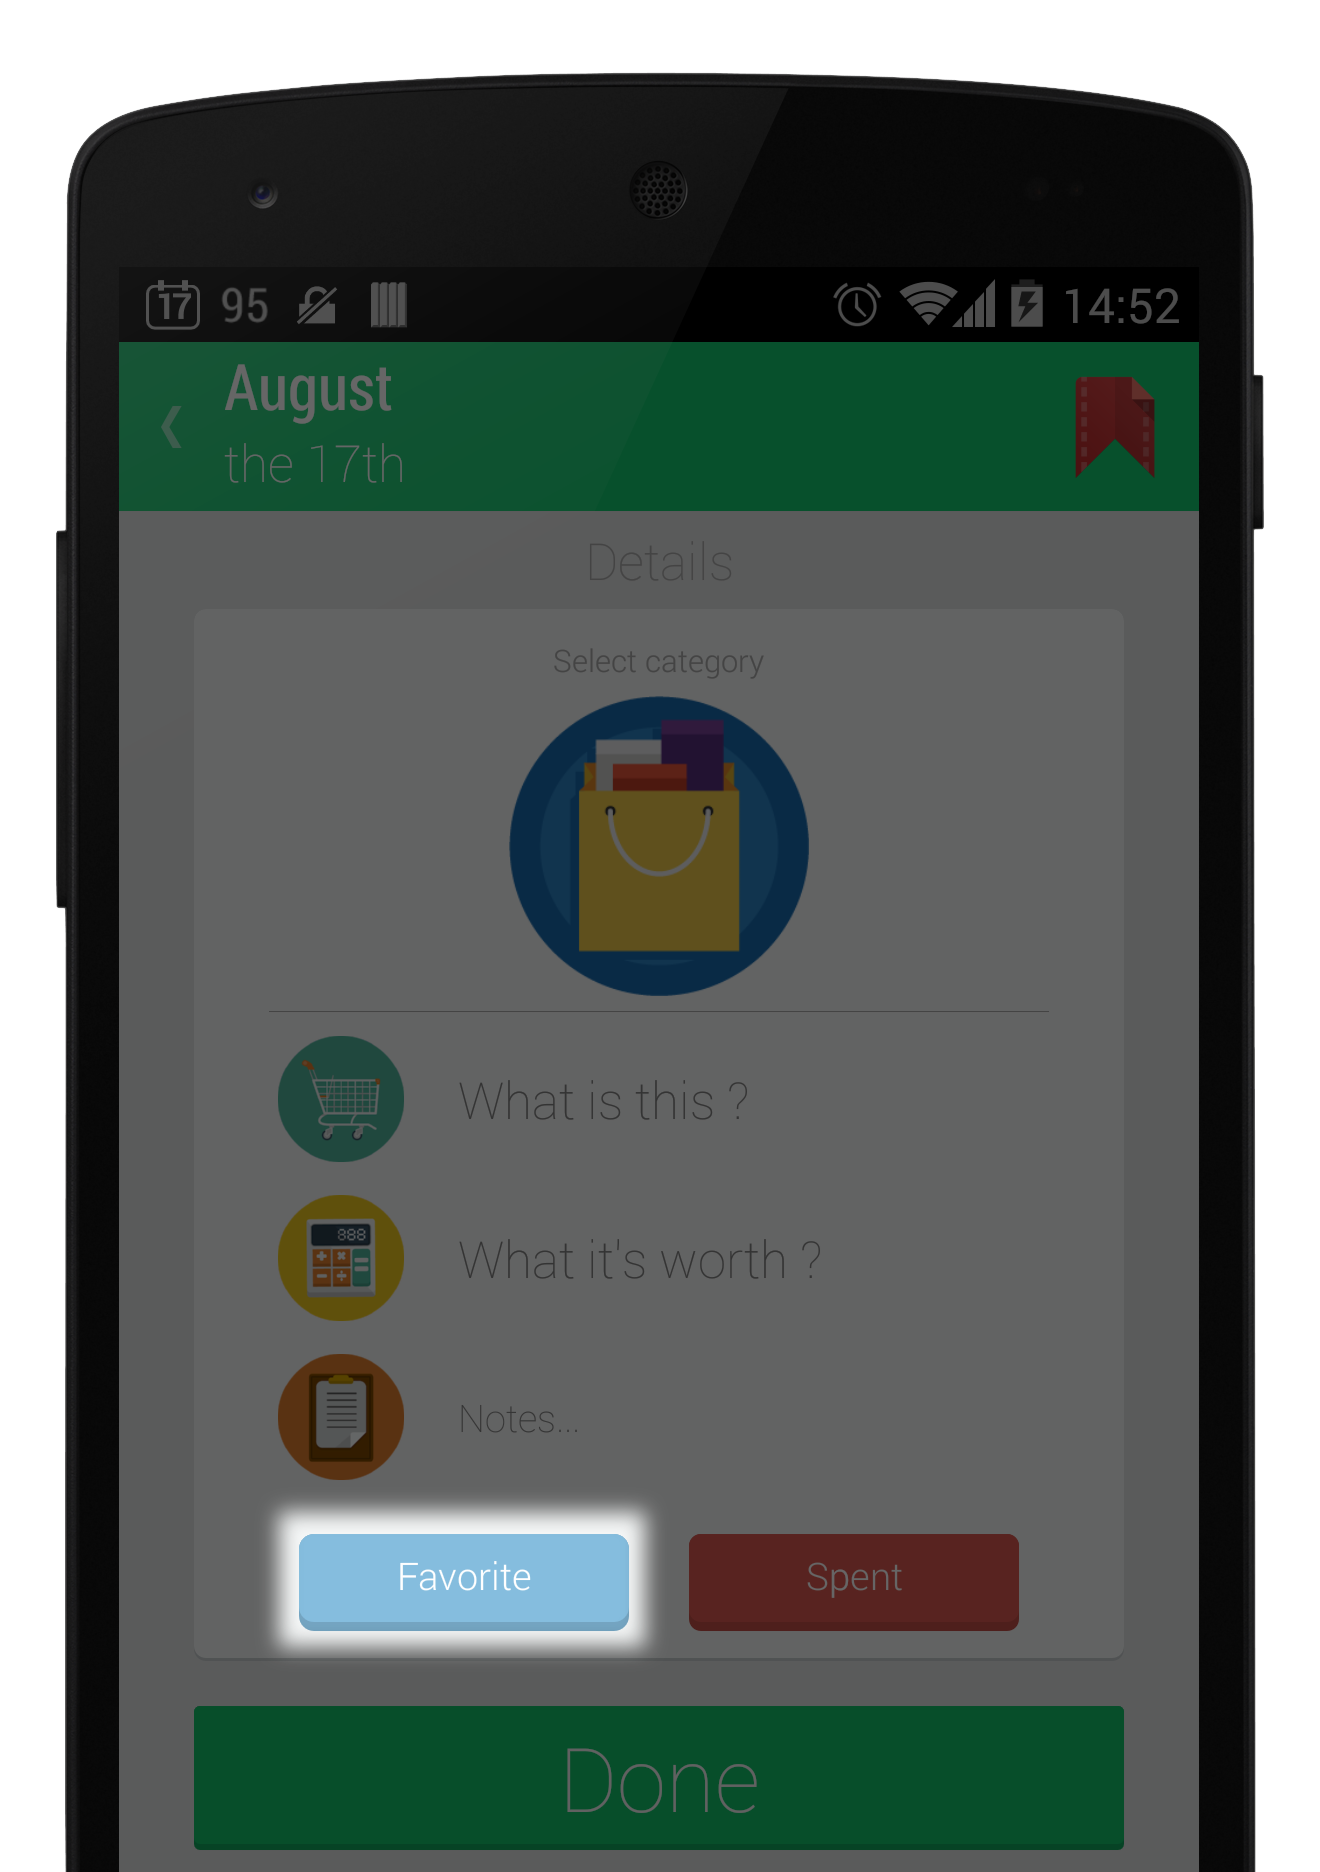 17 95 14:52
August
the 17th
Details
Select category
What is this ?
What it's worth ?
Notes...
Favorite Spent
Done